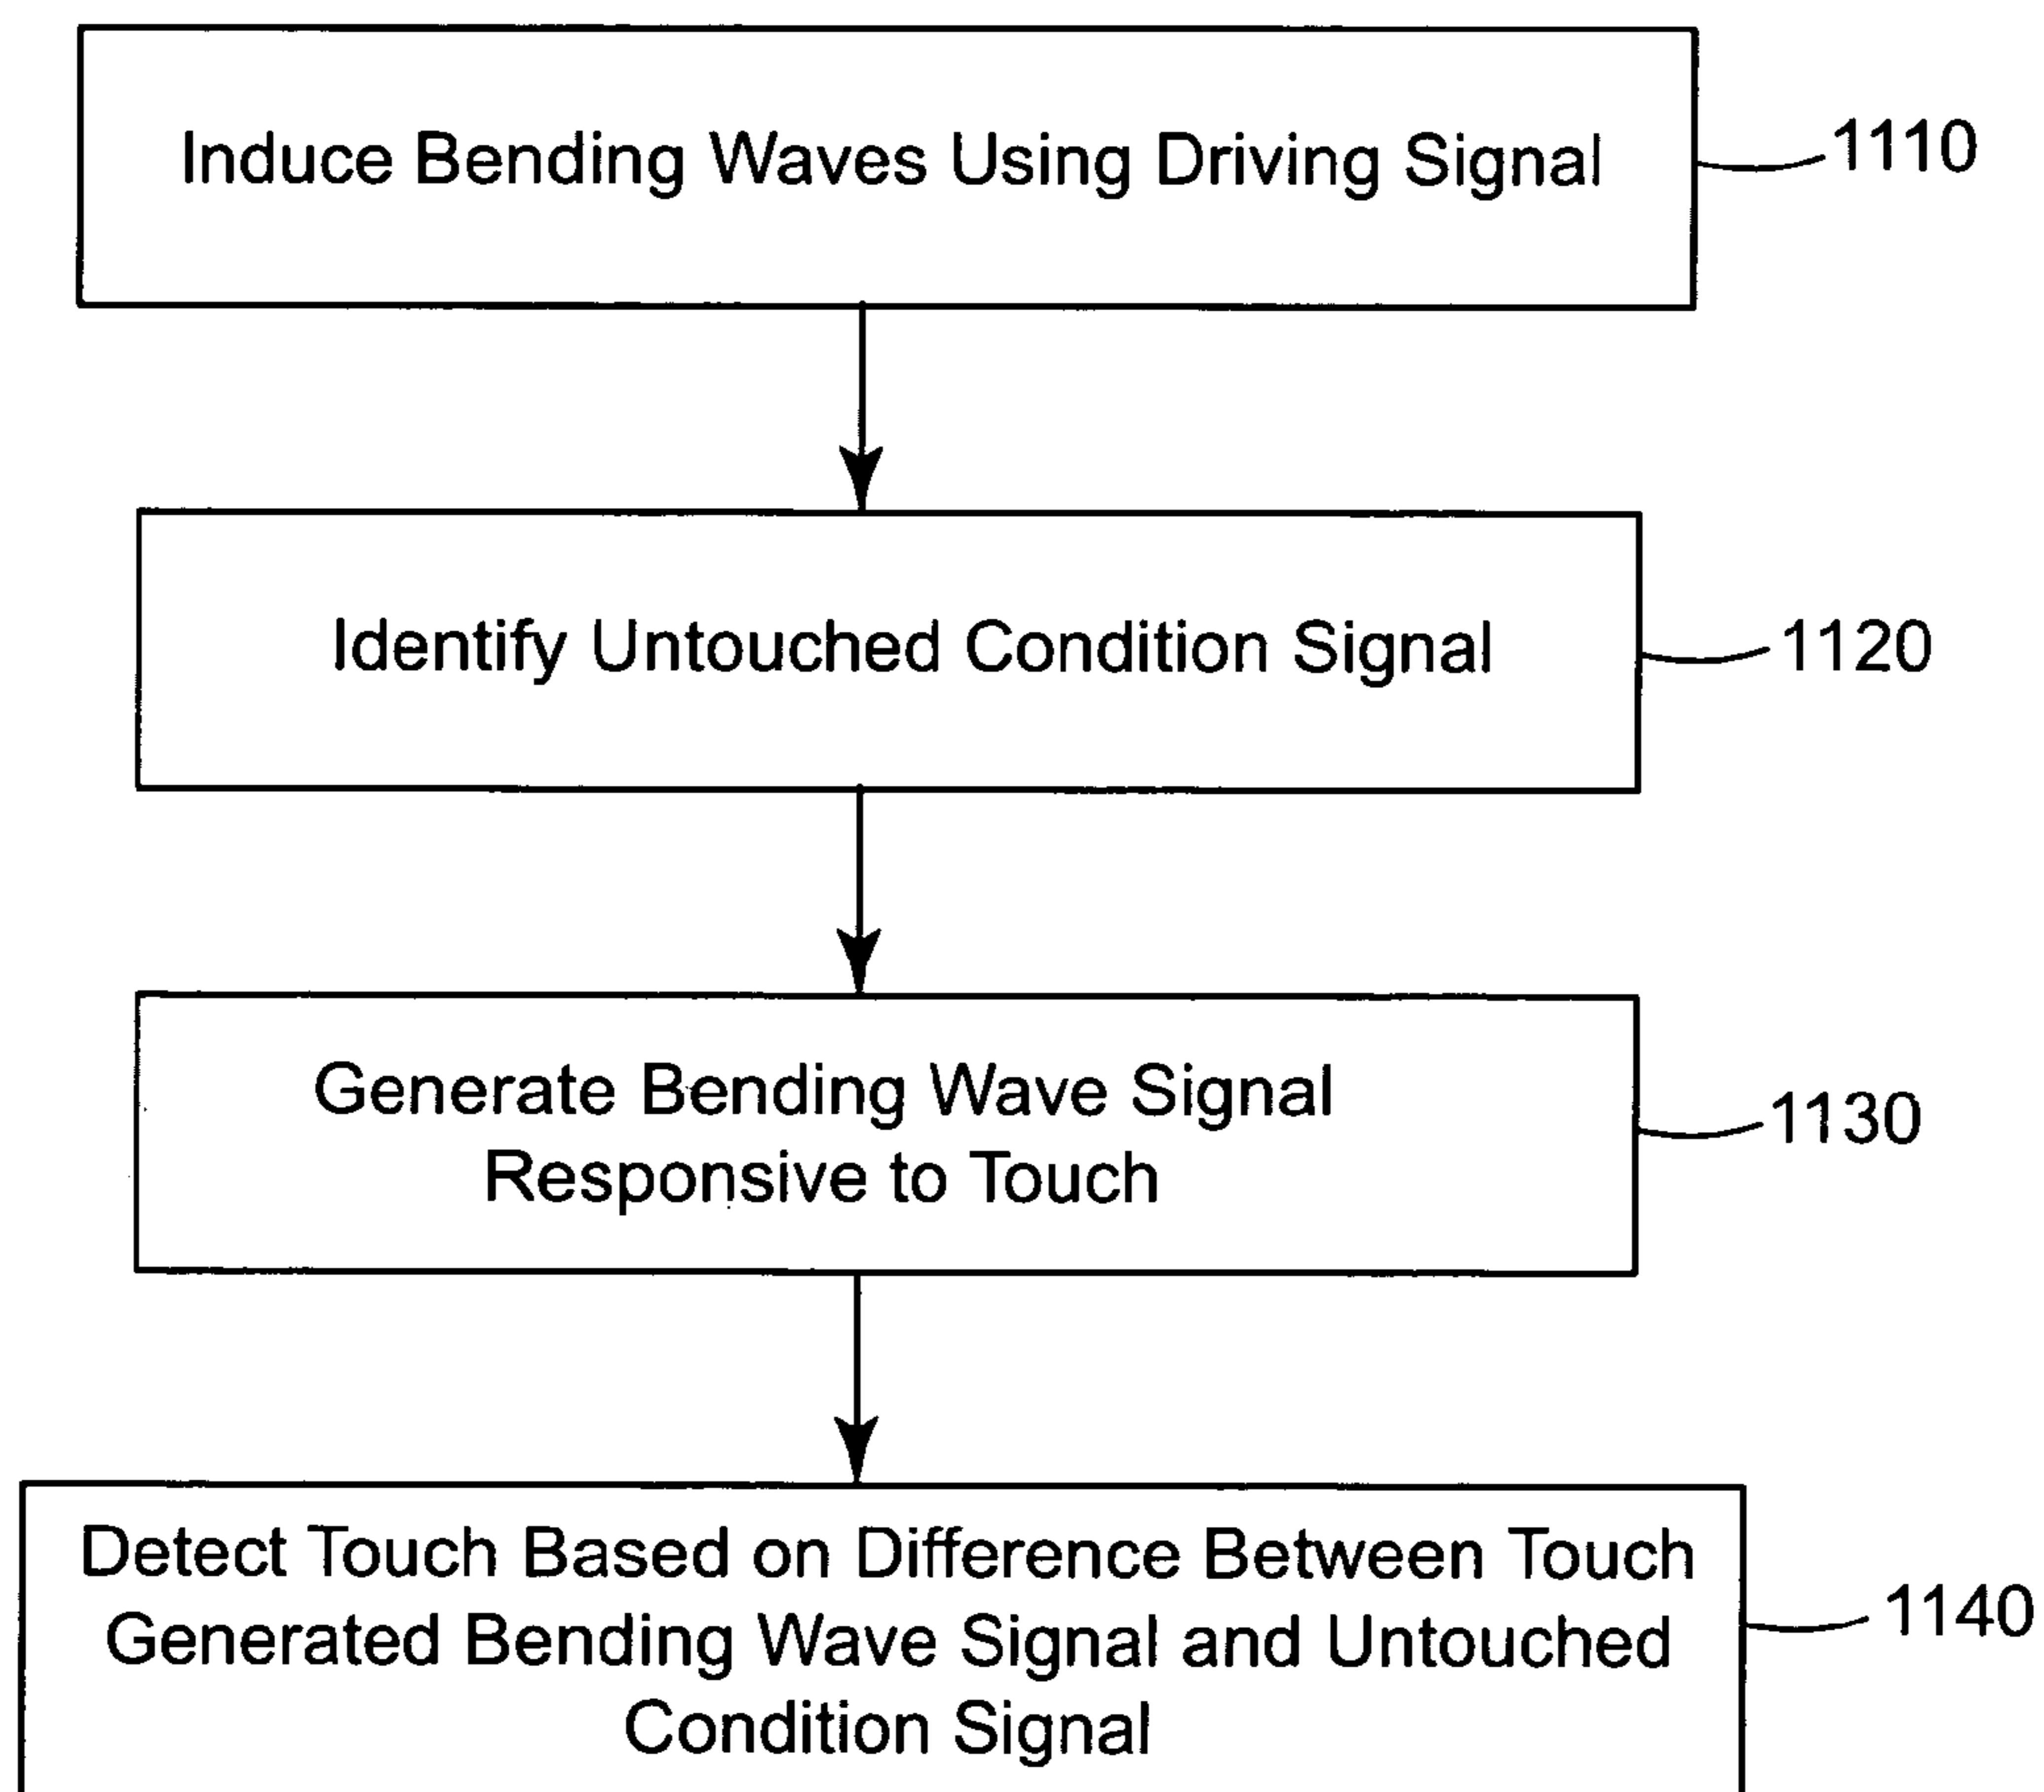 Induce Bending Waves Using Driving Signal
1110
Identify Untouched Condition Signal
1120
Generate Bending Wave Signal
Responsive to Touch
1130
Detect Touch Based on Difference Between Touch
Generated Bending Wave Signal and Untouched
Condition Signal
1140